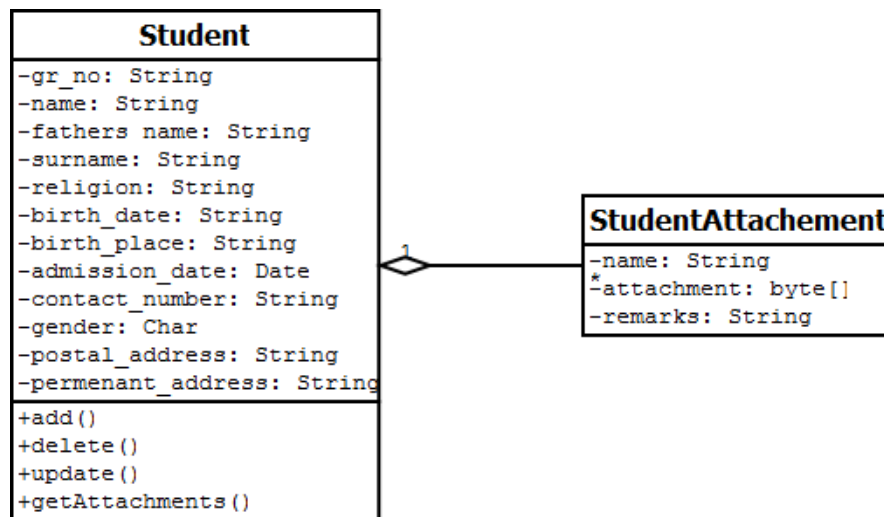 Student
-gr_no: String
-name: String
-fathers name: String
-surname: String
-religion: String
-birth_date: String
-birth_place: String
-admission_date: Date
-contact_number: String
-gender: Char
-postal_address: String
-permenant_address: String
+add()
+delete()
+update()
+getAttachments()
1
StudentAttachement
-name: String
*
-attachment: byte[]
-remarks: String